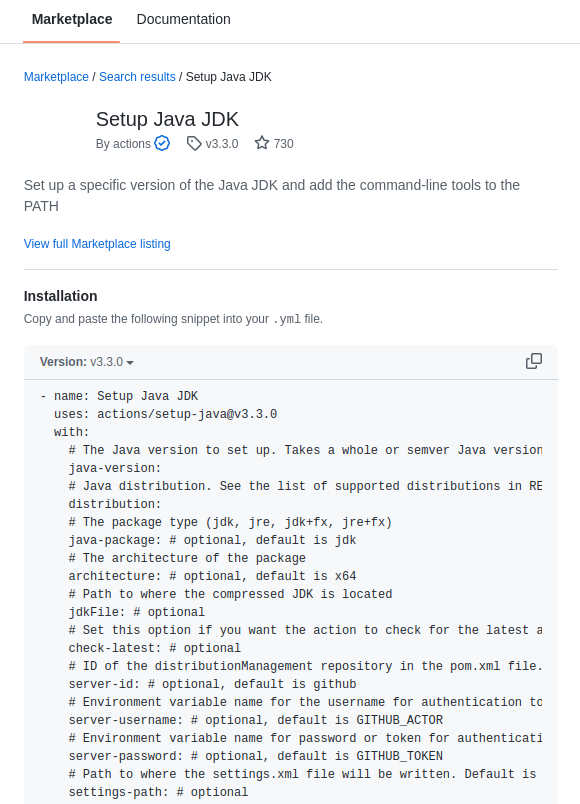 Marketplace Documentation
Marketplace / Search results / Setup Java JDK
Setup Java JDK
By actions v3.3.0 730
Set up a specific version of the Java JDK and add the command-line tools to the
PATH
View full Marketplace listing
Installation
Copy and paste the following snippet into your .yml file.
Version: v3.3.0
- name: Setup Java JDK
  uses: actions/setup-java@v3.3.0
  with:
    # The Java version to set up. Takes a whole or semver Java version
    java-version:
    # Java distribution. See the list of supported distributions in RE
    distribution:
    # The package type (jdk, jre, jdk+fx, jre+fx)
    java-package: # optional, default is jdk
    # The architecture of the package
    architecture: # optional, default is x64
    # Path to where the compressed JDK is located
    jdkFile: # optional
    # Set this option if you want the action to check for the latest a
    check-latest: # optional
    # ID of the distributionManagement repository in the pom.xml file.
    server-id: # optional, default is github
    # Environment variable name for the username for authentication to
    server-username: # optional, default is GITHUB_ACTOR
    # Environment variable name for password or token for authenticati
    server-password: # optional, default is GITHUB_TOKEN
    # Path to where the settings.xml file will be written. Default is
    settings-path: # optional